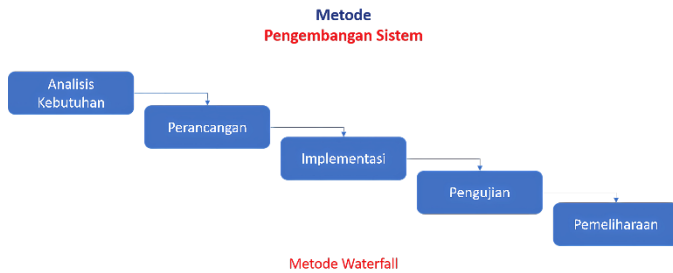 Metode
Pengembangan Sistem
Analisis
Kebutuhan
Perancangan
Implementasi
Pengujian
Pemeliharaan
Metode Waterfall